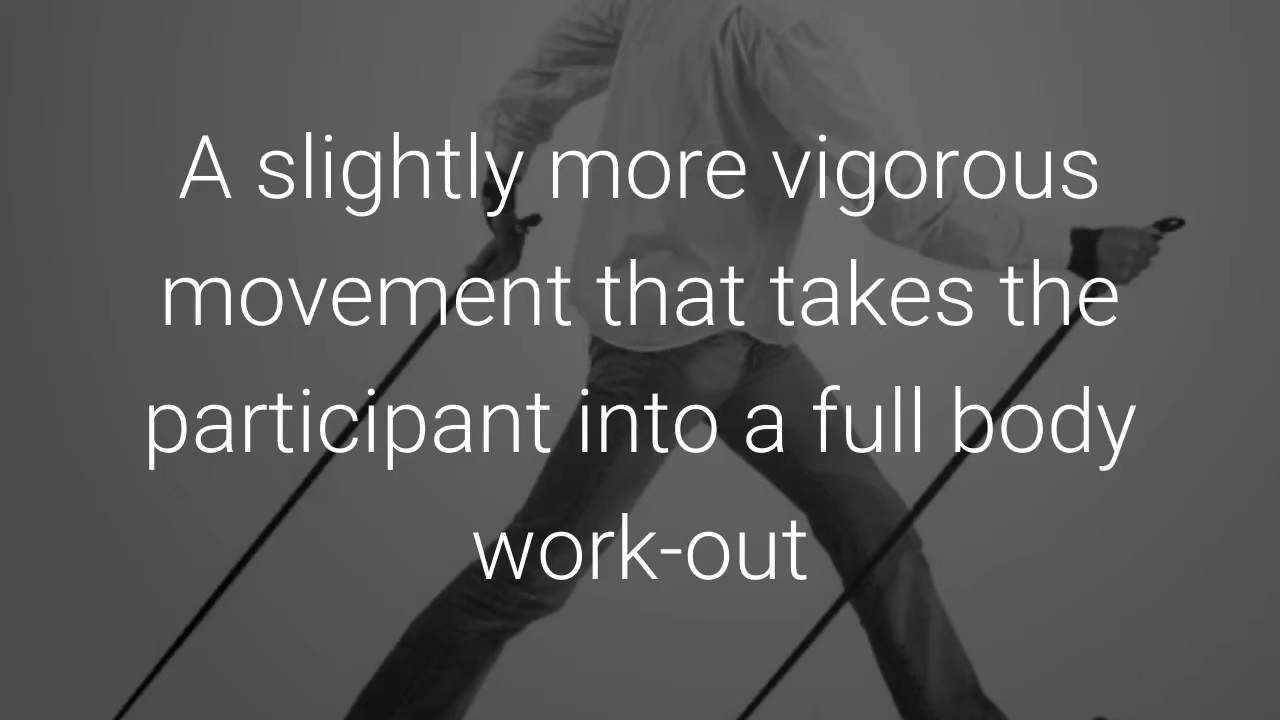 A slightly more vigorous
movement that takes the
participant into a full body
work-out